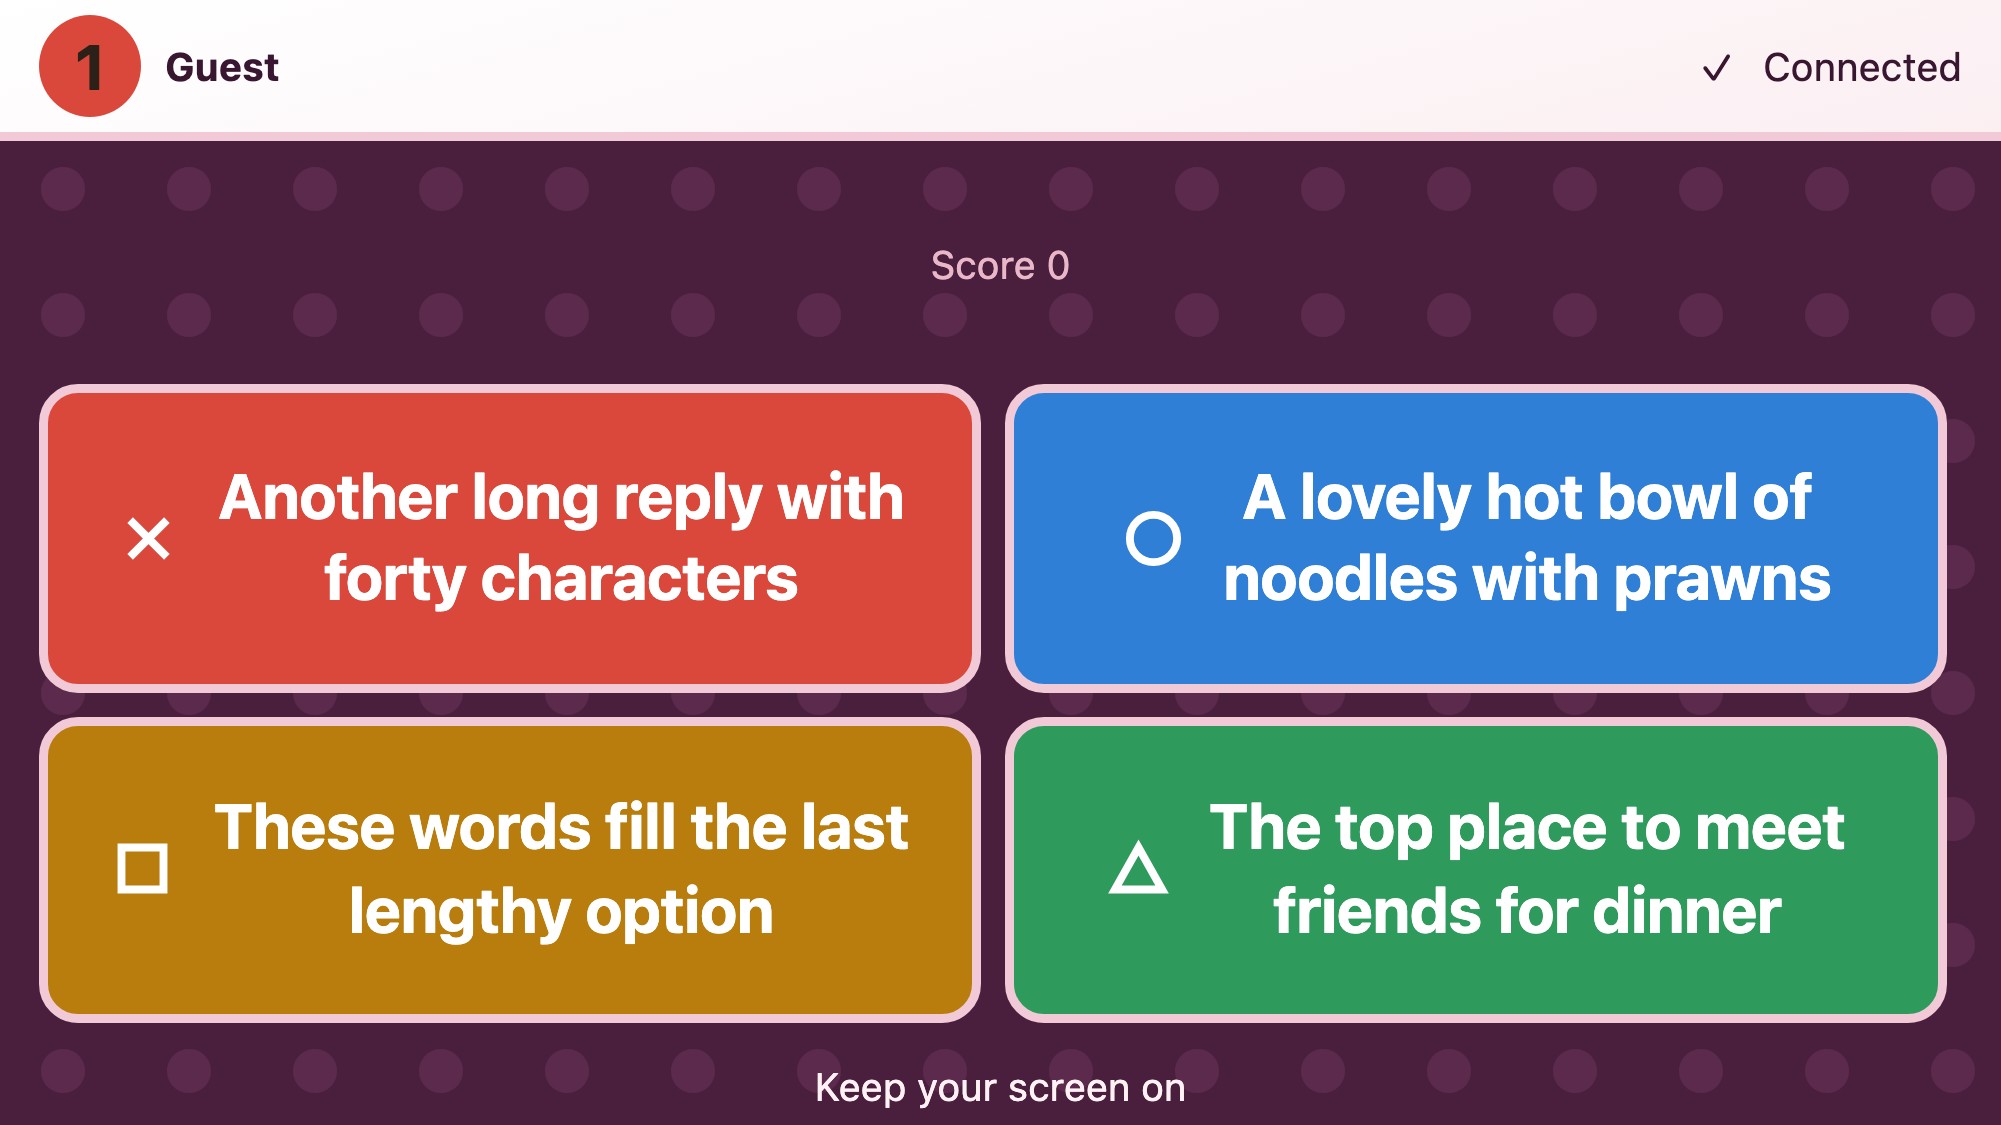 1 Guest
Connected
Score 0
Another long reply with
forty characters
A lovely hot bowl of
noodles with prawns
These words fill the last
lengthy option
The top place to meet
friends for dinner
Keep your screen on